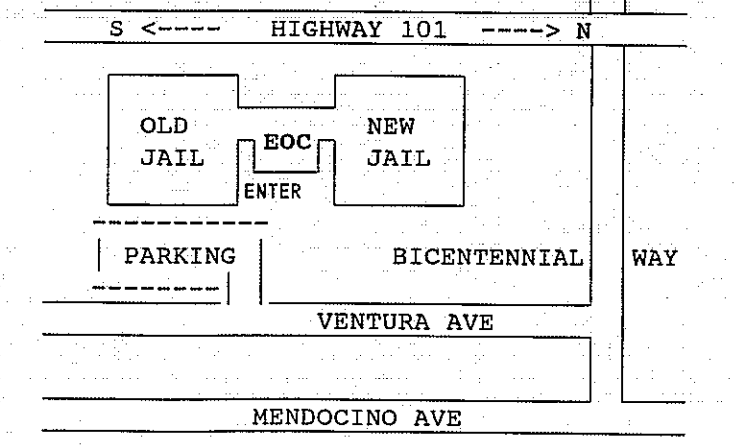 S <---- HIGHWAY 101 ----> N
OLD
JAIL
EOC
NEW
JAIL
ENTER
PARKING
BICENTENNIAL WAY
VENTURA AVE
MENDOCINO AVE